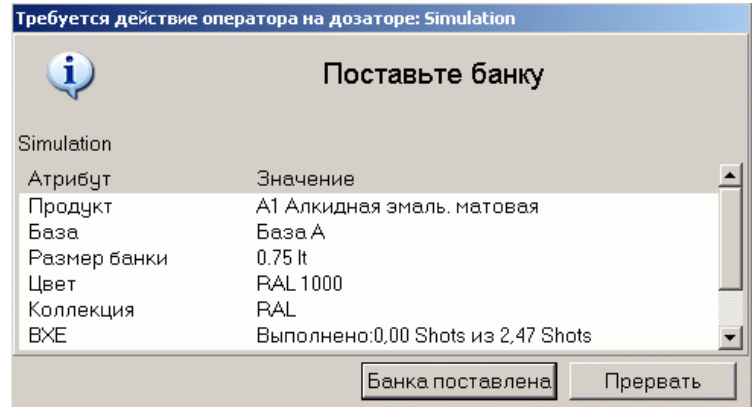 Требуется действие оператора на дозаторе: Simulation
Поставьте банку
Simulation
Атрибут Значение
Продукт А1 Алкидная эмаль. матовая
База База А
Размер банки 0.75 lt
Цвет RAL 1000
Коллекция RAL
BXE Выполнено:0,00 Shots из 2,47 Shots
Банка поставлена Прервать